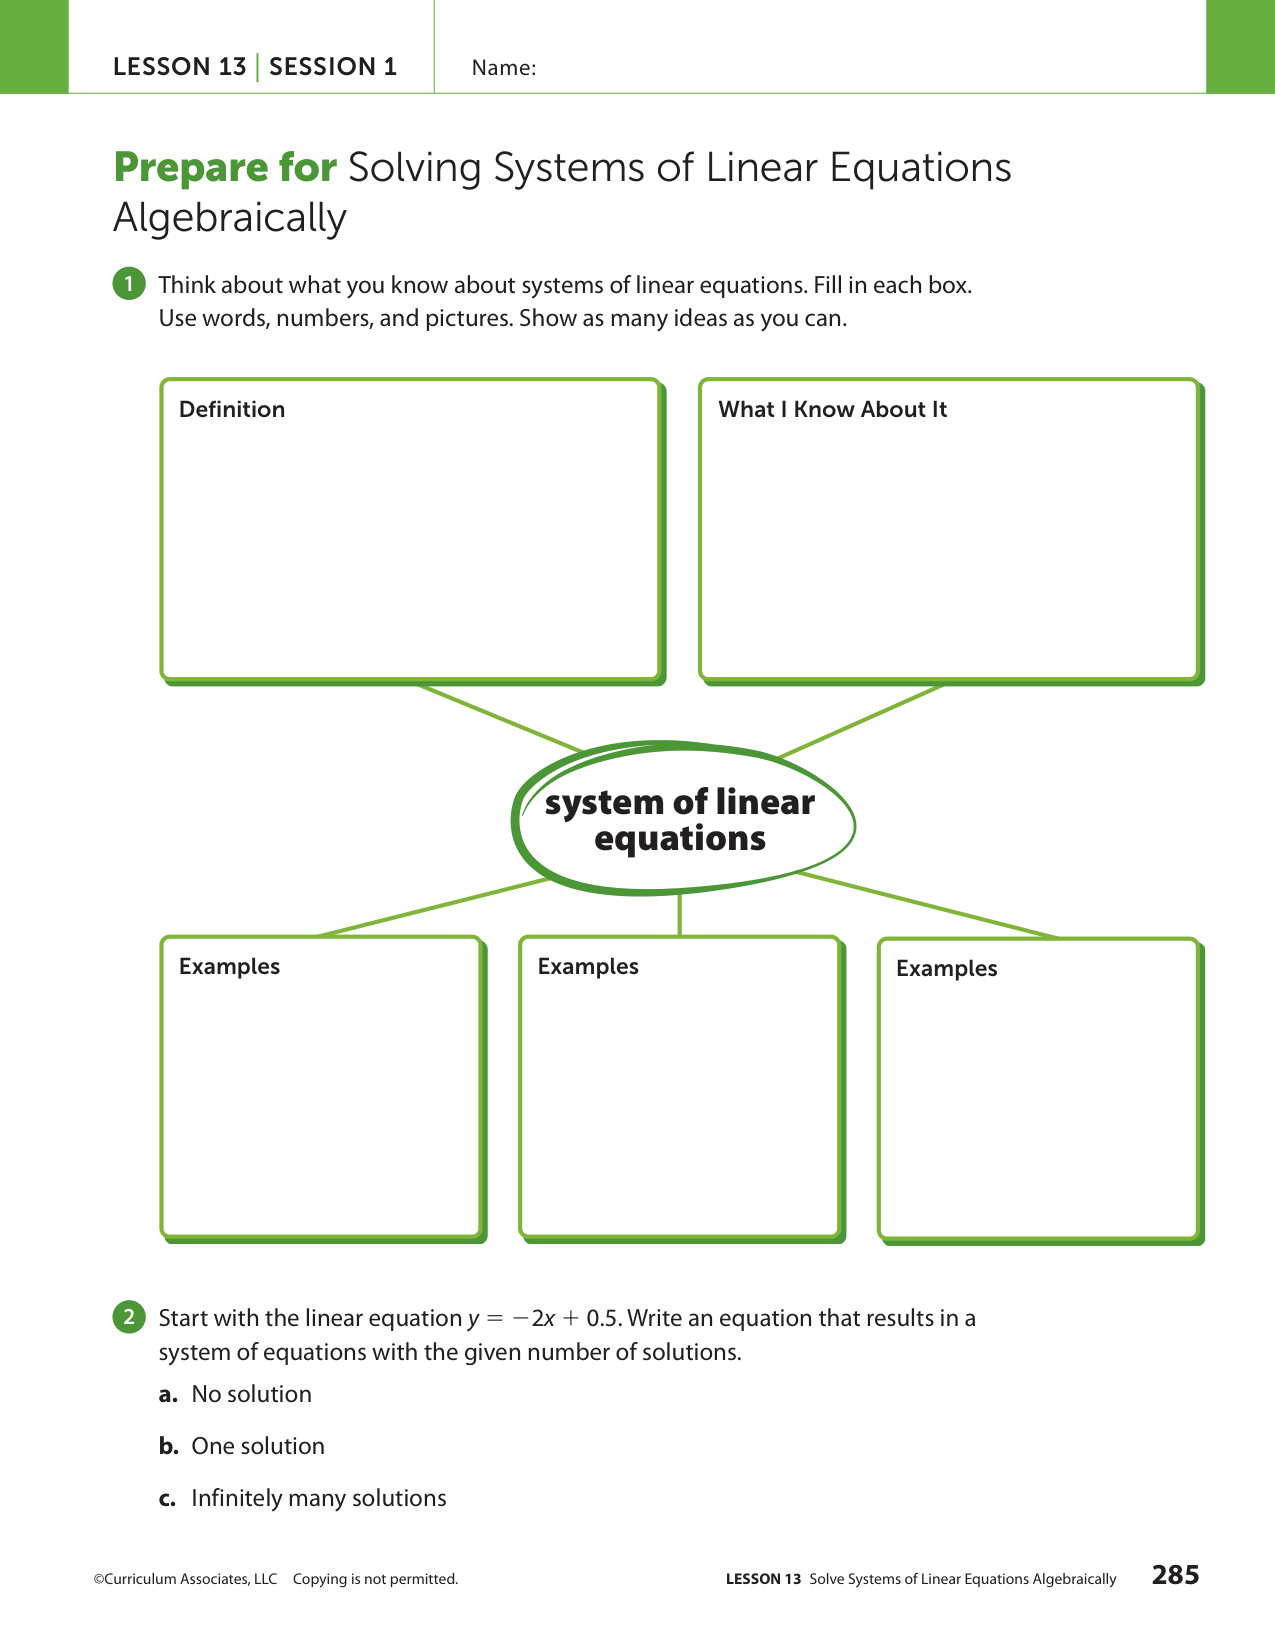 LESSON 13 | SESSION 1
Name:
Prepare for Solving Systems of Linear Equations
Algebraically
1 Think about what you know about systems of linear equations. Fill in each box.
Use words, numbers, and pictures. Show as many ideas as you can.
Definition
What I Know About It
system of linear
equations
Examples
Examples
Examples
2 Start with the linear equation y = −2x + 0.5. Write an equation that results in a
system of equations with the given number of solutions.
a. No solution
b. One solution
c. Infinitely many solutions
©Curriculum Associates, LLC Copying is not permitted.
LESSON 13 Solve Systems of Linear Equations Algebraically 285